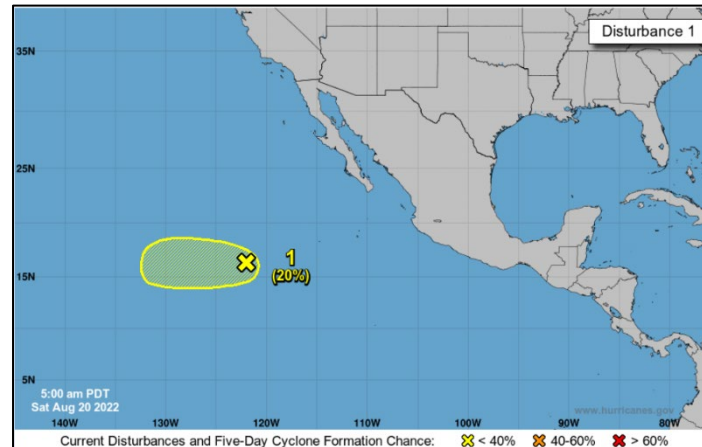 Disturbance 1
35N
25N
1
(20%)
15N
5N
5:00 am PDT
Sat Aug 20 2022
www.hurricanes.gov
140W 130W 120W 110W 100W 90W 80W
Current Disturbances and Five-Day Cyclone Formation Chance: < 40% 40-60% > 60%